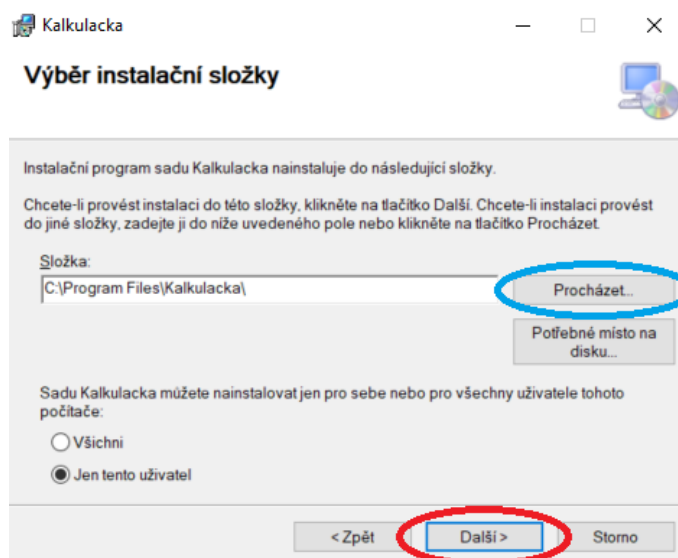 Kalkulacka
Výběr instalační složky
Instalační program sadu Kalkulacka nainstaluje do následující složky.
Chcete-li provést instalaci do této složky, klikněte na tlačítko Další. Chcete-li instalaci provést
do jiné složky, zadejte ji do níže uvedeného pole nebo klikněte na tlačítko Procházet.
Složka:
C:\Program Files\Kalkulacka\
Procházet...
Potřebné místo na
disku...
Sadu Kalkulacka můžete nainstalovat jen pro sebe nebo pro všechny uživatele tohoto
počítače:
Všichni
Jen tento uživatel
< Zpět
Další >
Storno